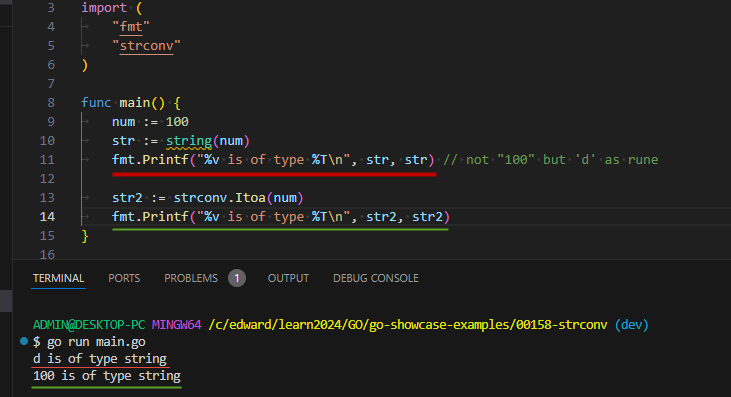 3 import (
4 "fmt"
5 "strconv"
6 )
7
8 func main() {
9 num := 100
10 str := string(num)
11 fmt.Printf("%v is of type %T\n", str, str) // not "100" but 'd' as rune
12
13 str2 := strconv.Itoa(num)
14 fmt.Printf("%v is of type %T\n", str2, str2)
15 }
16
TERMINAL PORTS PROBLEMS 1 OUTPUT DEBUG CONSOLE
ADMIN@DESKTOP-PC MINGW64 /c/edward/learn2024/GO/go-showcase-examples/00158-strconv (dev)
$ go run main.go
d is of type string
100 is of type string